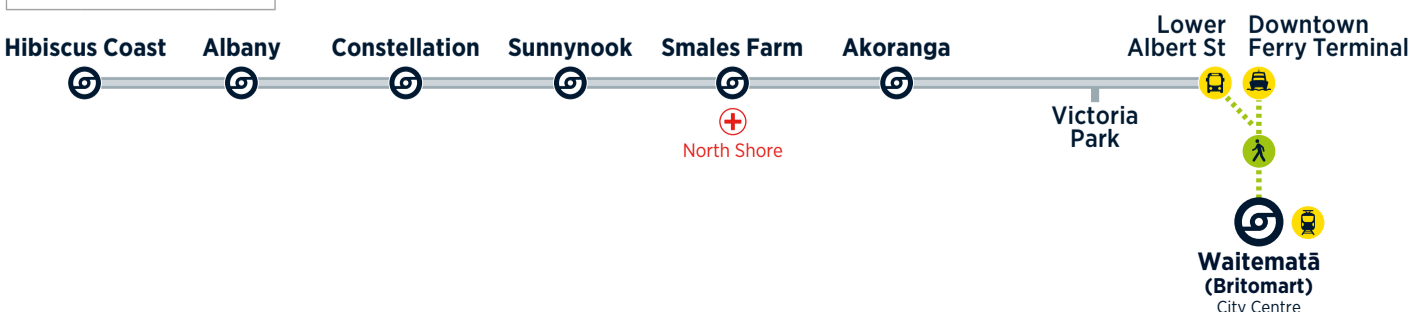 Hibiscus Coast
Albany
Constellation
Sunnynook
Smales Farm
Akoranga
Lower
Albert St
Downtown
Ferry Terminal
North Shore
Victoria
Park
Waitematā
(Britomart)
City Centre